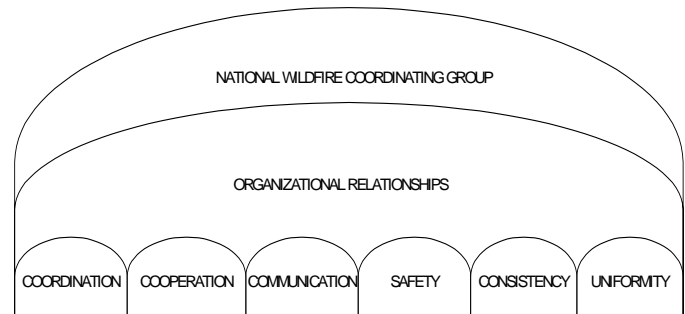 NATIONAL WILDFIRE COORDINATING GROUP
ORGANIZATIONAL RELATIONSHIPS
COORDINATION COOPERATION COMMUNICATION SAFETY CONSISTENCY UNIFORMITY